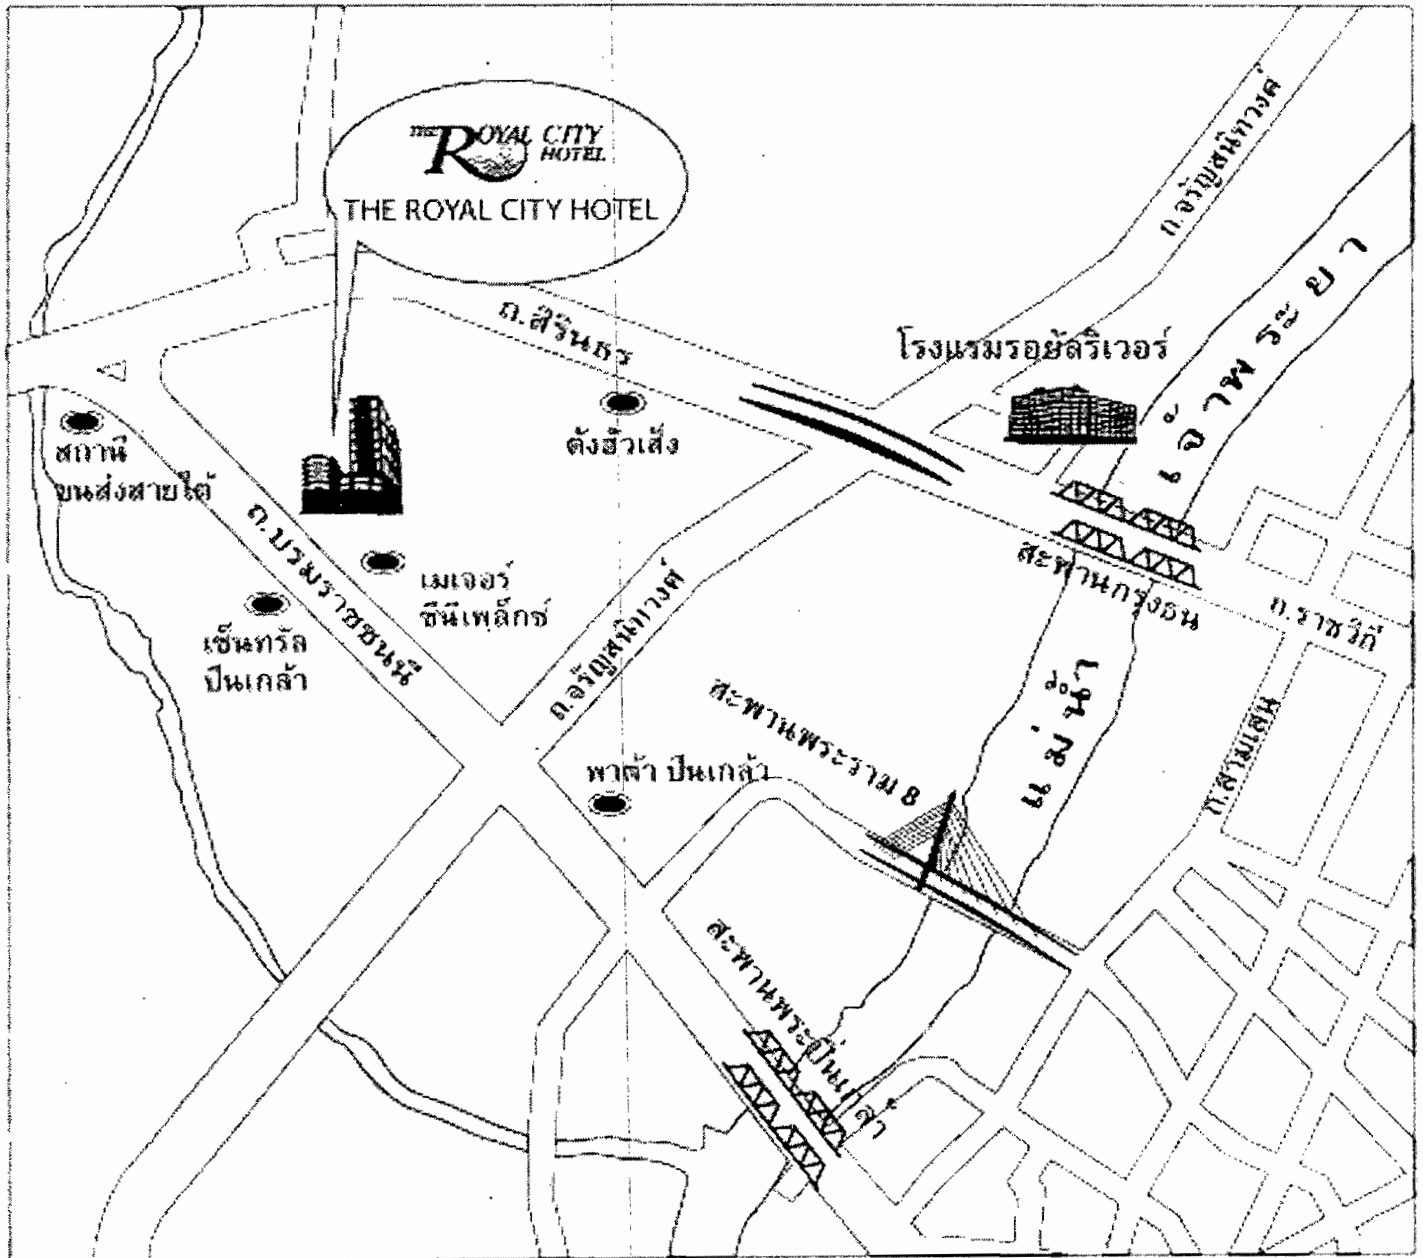 THE ROYAL CITY
HOTEL
THE ROYAL CITY HOTEL
ถ.จรัญสนิทวงศ์
ถ.สิรินธร
โรงแรมรอยัลริเวอร์
แม่น้ำ
เจ้าพระยา
สถานี
ขนส่งสายใต้
ตั้งฮั่วเส็ง
ถ.บรมราชชนนี
เมเจอร์
ซีนีเพล็กซ์
เซ็นทรัล
ปิ่นเกล้า
ถ.จรัญสนิทวงศ์
สะพานกรุงธน
ถ.ราชวิถี
ถ.สามเสน
สะพานพระราม 8
พาต้า ปิ่นเกล้า
สะพานพระปิ่นเกล้า